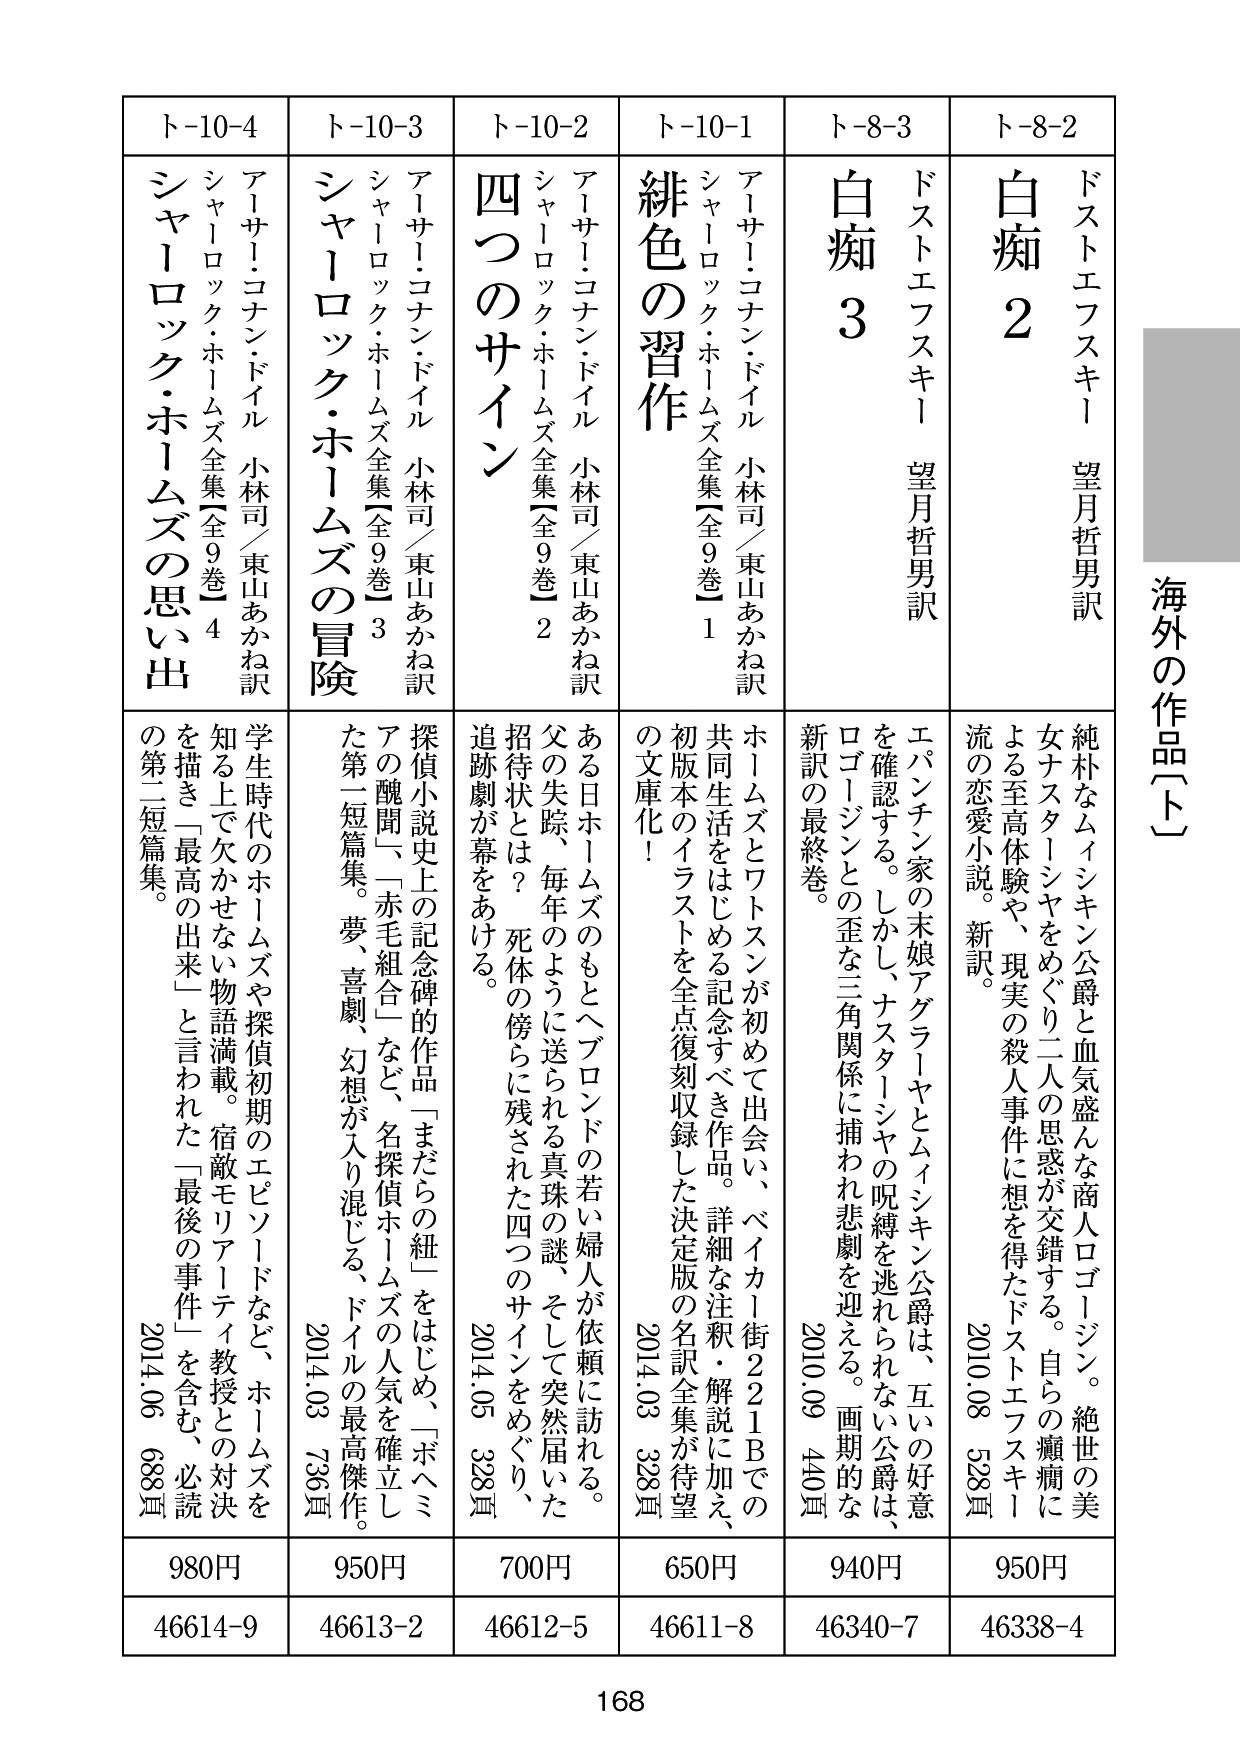 海外の作品〔ト〕
ト-8-2
ドストエフスキー　望月哲男訳
白痴 2
純朴なムィシキン公爵と血気盛んな商人ロゴージン。絶世の美
女ナスターシヤをめぐり二人の思惑が交錯する。自らの癲癇に
よる至高体験や、現実の殺人事件に想を得たドストエフスキー
流の恋愛小説。新訳。
2010.08　528頁
950円
46338-4
ト-8-3
ドストエフスキー　望月哲男訳
白痴 3
エパンチン家の末娘アグラーヤとムィシキン公爵は、互いの好意
を確認する。しかし、ナスターシヤの呪縛を逃れられない公爵は、
ロゴージンとの歪な三角関係に捕われ悲劇を迎える。画期的な
新訳の最終巻。
2010.09　440頁
940円
46340-7
ト-10-1
アーサー・コナン・ドイル　小林司／東山あかね訳
シャーロック・ホームズ全集【全9巻】 1
緋色の習作
ホームズとワトスンが初めて出会い、ベイカー街221Bでの
共同生活をはじめる記念すべき作品。詳細な注釈・解説に加え、
初版本のイラストを全点復刻収録した決定版の名訳全集が待望
の文庫化！
2014.03　328頁
650円
46611-8
ト-10-2
アーサー・コナン・ドイル　小林司／東山あかね訳
シャーロック・ホームズ全集【全9巻】 2
四つのサイン
ある日ホームズのもとへブロンドの若い婦人が依頼に訪れる。
父の失踪、毎年のように送られる真珠の謎、そして突然届いた
招待状とは？　死体の傍らに残された四つのサインをめぐり、
追跡劇が幕をあける。
2014.05　328頁
700円
46612-5
ト-10-3
アーサー・コナン・ドイル　小林司／東山あかね訳
シャーロック・ホームズ全集【全9巻】 3
シャーロック・ホームズの冒険
探偵小説史上の記念碑的作品「まだらの紐」をはじめ、「ボヘミ
アの醜聞」、「赤毛組合」など、名探偵ホームズの人気を確立し
た第一短篇集。夢、喜劇、幻想が入り混じる、ドイルの最高傑作。
2014.03　736頁
950円
46613-2
ト-10-4
アーサー・コナン・ドイル　小林司／東山あかね訳
シャーロック・ホームズ全集【全9巻】 4
シャーロック・ホームズの思い出
学生時代のホームズや探偵初期のエピソードなど、ホームズを
知る上で欠かせない物語満載。宿敵モリアーティ教授との対決
を描き「最高の出来」と言われた「最後の事件」を含む、必読
の第二短篇集。
2014.06　688頁
980円
46614-9
168